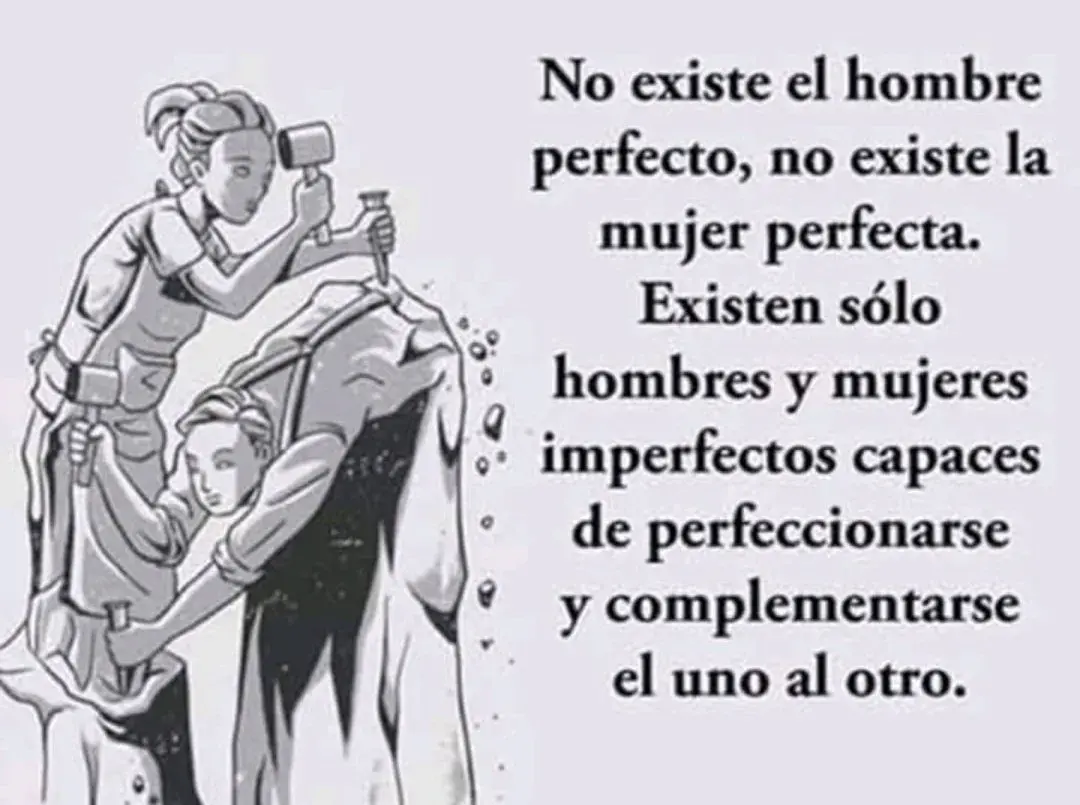 No existe el hombre
perfecto, no existe la
mujer perfecta.
Existen sólo
hombres y mujeres
imperfectos capaces
de perfeccionarse
y complementarse
el uno al otro.